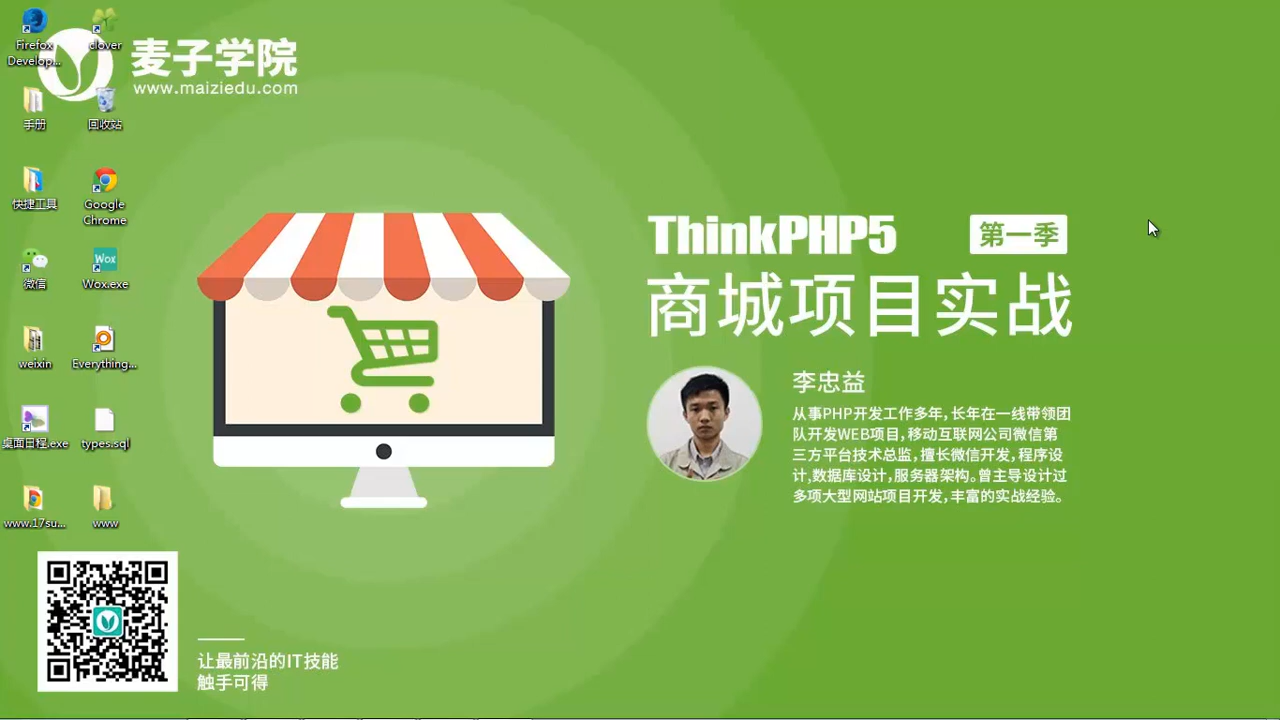 麦子学院
www.maiziedu.com
Firefox
Develop...
clover
手册
回收站
快捷工具
Google
Chrome
微信
Wox
Wox.exe
weixin
Everything...
桌面日程.exe
types.sql
www.17su...
www
ThinkPHP5
第一季
商城项目实战
李忠益
从事PHP开发工作多年,长年在一线带领团
队开发WEB项目,移动互联网公司微信第
三方平台技术总监,擅长微信开发,程序设
计,数据库设计,服务器架构。曾主导设计过
多项大型网站项目开发,丰富的实战经验。
让最前沿的IT技能
触手可得